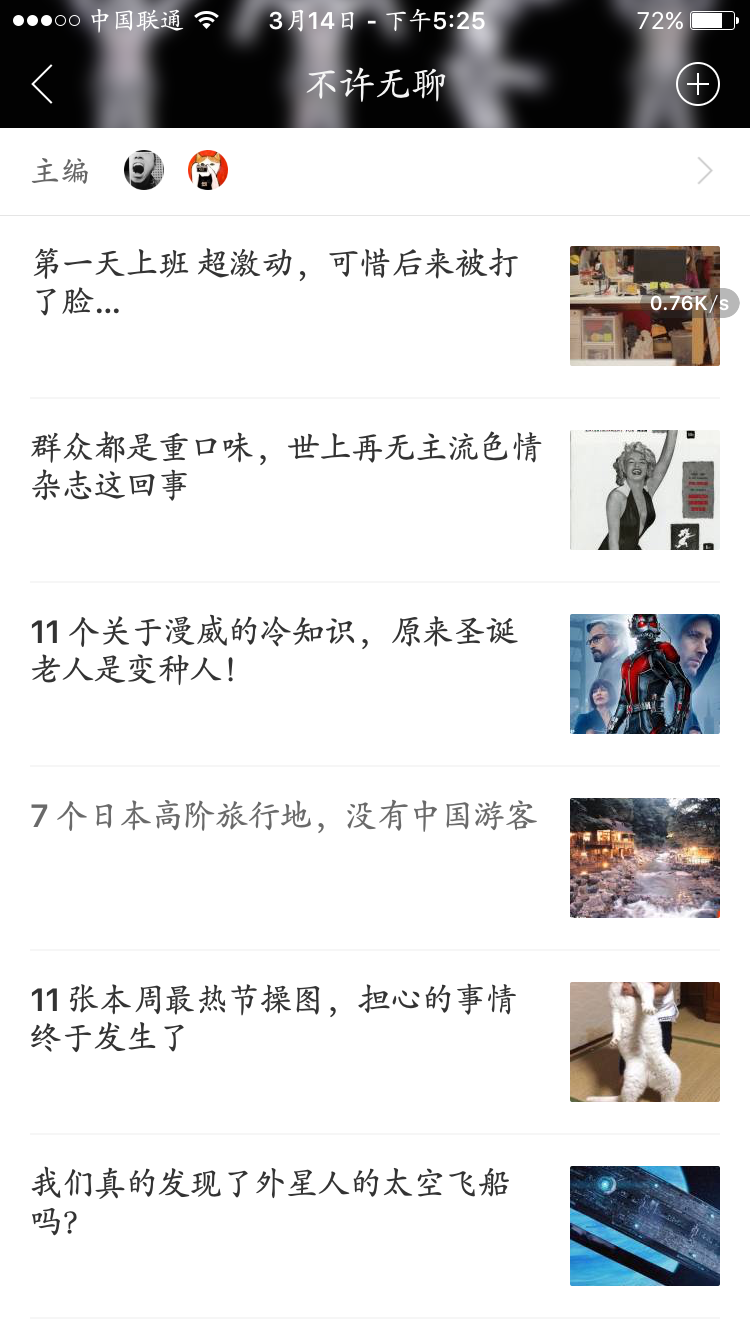 中国联通 3月14日 - 下午5:25 72%
不许无聊
主编
第一天上班 超激动，可惜后来被打
了脸...
0.76K/s
群众都是重口味，世上再无主流色情
杂志这回事
11 个关于漫威的冷知识，原来圣诞
老人是变种人！
7 个日本高阶旅行地，没有中国游客
11 张本周最热节操图，担心的事情
终于发生了
我们真的发现了外星人的太空飞船
吗？